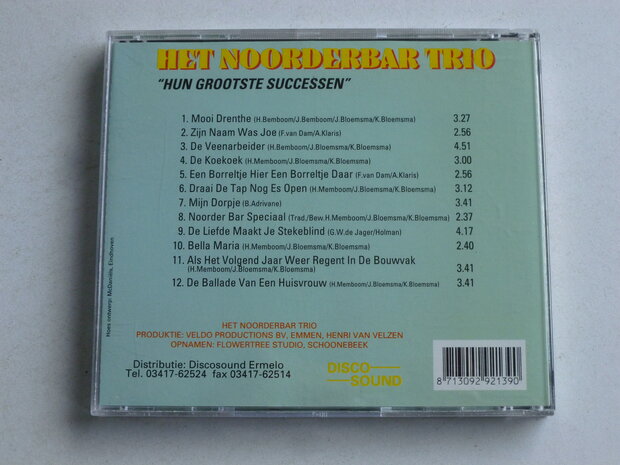 HET NOORDERBAR TRIO
"HUN GROOTSTE SUCCESSEN"
1. Mooi Drenthe (H.Bemboom/J.Bemboom/J.Bloemsma/K.Bloemsma) 3.27
2. Zijn Naam Was Joe (F.van Dam/A.Klaris) 2.56
3. De Veenarbeider (H.Bemboom/J.Bloemsma/K.Bloemsma) 4.51
4. De Koekoek (H.Memboom/J.Bloemsma/K.Bloemsma) 3.00
5. Een Borreltje Hier Een Borreltje Daar (F.van Dam/A.Klaris) 2.56
6. Draai De Tap Nog Es Open (H.Memboom/J.Bloemsma/K.Bloemsma) 3.12
7. Mijn Dorpje (B.Adrivane) 3.41
8. Noorder Bar Speciaal (Trad./Bew.H.Memboom/J.Bloemsma/K.Bloemsma) 2.37
9. De Liefde Maakt Je Stekeblind (G.W.de Jager/Holman) 4.17
10. Bella Maria (H.Memboom/J.Bloemsma/K.Bloemsma) 2.40
11. Als Het Volgend Jaar Weer Regent In De Bouwvak
(H.Memboom/J.Bloemsma/K.Bloemsma) 3.41
12. De Ballade Van Een Huisvrouw (H.Memboom/J.Bloemsma/K.Bloemsma) 3.41
Hoes ontwerp: McDaniëls, Eindhoven
HET NOORDERBAR TRIO
PRODUKTIE: VELDO PRODUCTIONS BV, EMMEN, HENRI VAN VELZEN
OPNAMEN: FLOWERTREE STUDIO, SCHOONEBEEK
Distributie: Discosound Ermelo
Tel. 03417-62524 fax 03417-62514
DISCO
SOUND
8 713092 921390